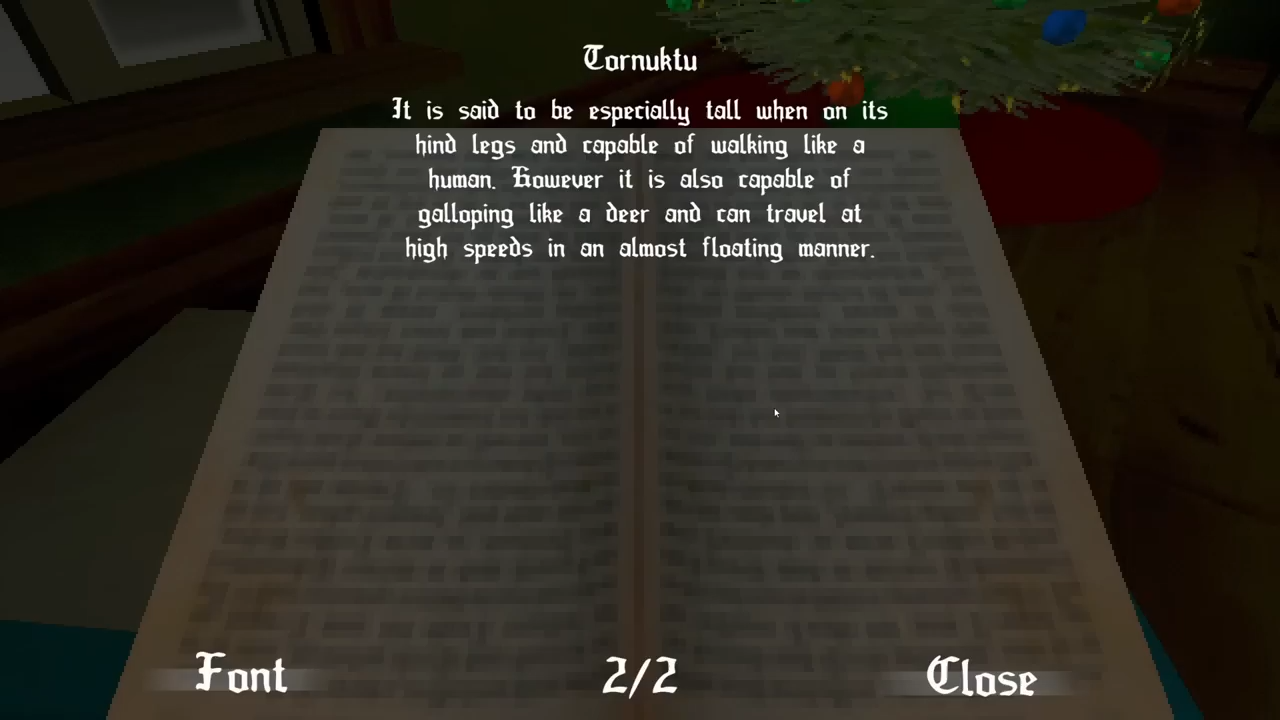 Tornuktu
It is said to be especially tall when on its
hind legs and capable of walking like a
human. However it is also capable of
galloping like a deer and can travel at
high speeds in an almost floating manner.
Font
2/2
Close